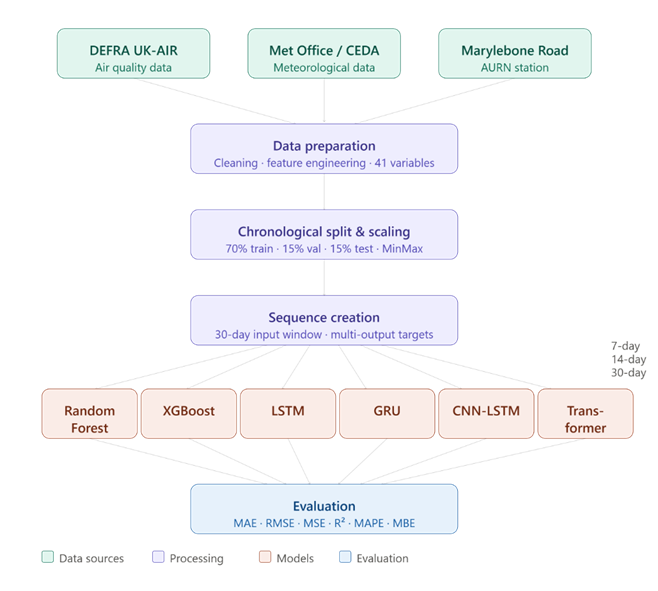 DEFRA UK-AIR
Air quality data
Met Office / CEDA
Meteorological data
Marylebone Road
AURN station
Data preparation
Cleaning · feature engineering · 41 variables
Chronological split & scaling
70% train · 15% val · 15% test · MinMax
Sequence creation
30-day input window · multi-output targets
7-day
14-day
30-day
Random
Forest
XGBoost
LSTM
GRU
CNN-LSTM
Trans-
former
Evaluation
MAE · RMSE · MSE · R² · MAPE · MBE
Data sources
Processing
Models
Evaluation